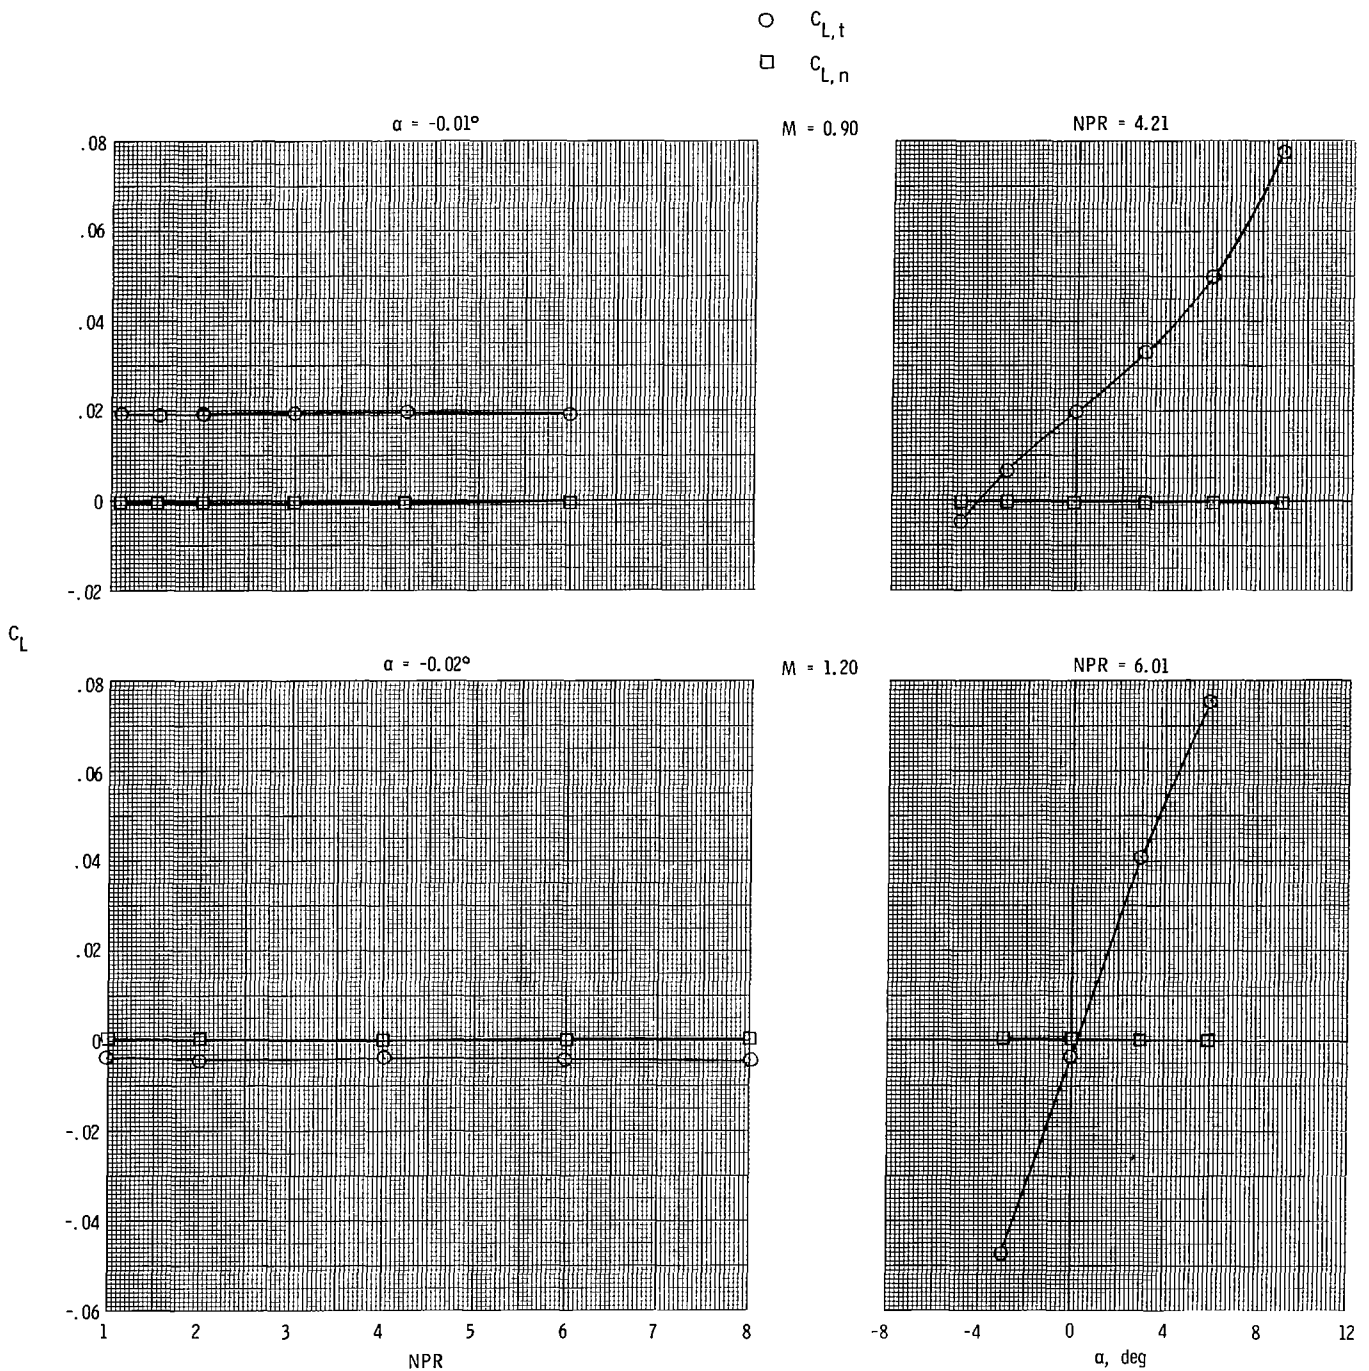 C_L,t
C_L,n
α = -0.01°
M = 0.90
NPR = 4.21
.08
.06
.04
.02
0
-.02
C_L
α = -0.02°
M = 1.20
NPR = 6.01
.08
.06
.04
.02
0
-.02
-.04
-.06
1 2 3 4 5 6 7 8
NPR
-8 -4 0 4 8 12
α, deg